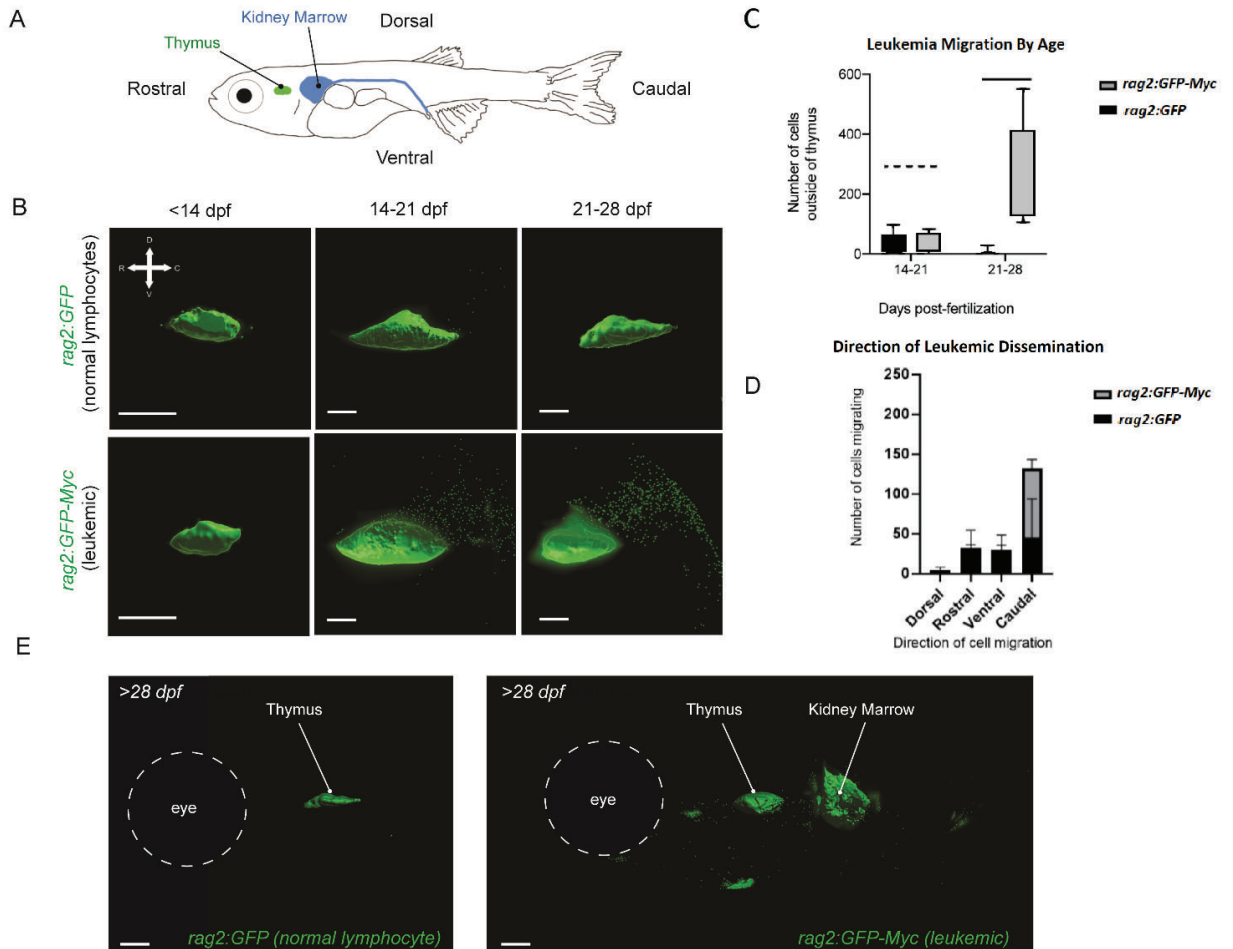 A
Kidney Marrow
Dorsal
Thymus
Rostral
Caudal
Ventral
B
<14 dpf
14-21 dpf
21-28 dpf
rag2:GFP
(normal lymphocytes)
D
R
C
V
rag2:GFP-Myc
(leukemic)
C
Leukemia Migration By Age
600
400
200
0
Number of cells
outside of thymus
rag2:GFP-Myc
rag2:GFP
14-21
21-28
Days post-fertilization
D
Direction of Leukemic Dissemination
250
200
150
100
50
0
Number of cells migrating
rag2:GFP-Myc
rag2:GFP
Dorsal
Rostral
Ventral
Caudal
Direction of cell migration
E
>28 dpf
Thymus
eye
rag2:GFP (normal lymphocyte)
>28 dpf
Thymus
Kidney Marrow
eye
rag2:GFP-Myc (leukemic)